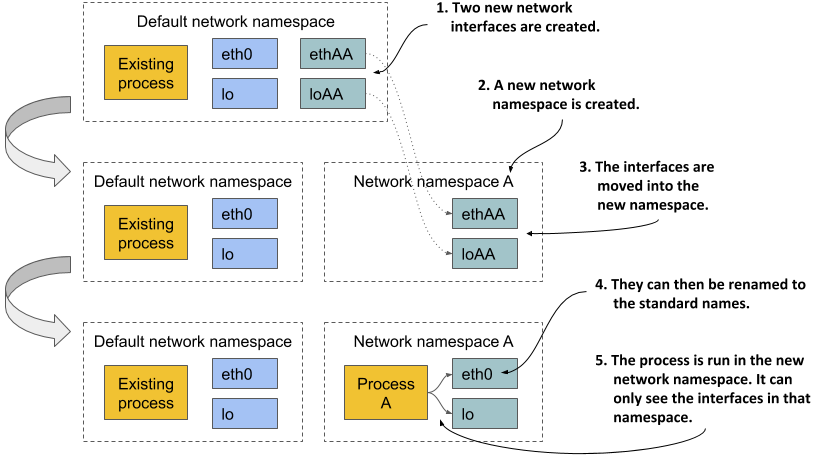 Default network namespace
Existing
process
eth0
lo
ethAA
loAA
1. Two new network
interfaces are created.
2. A new network
namespace is created.
Default network namespace
Existing
process
eth0
lo
Network namespace A
ethAA
loAA
3. The interfaces are
moved into the
new namespace.
4. They can then be renamed to
the standard names.
Default network namespace
Existing
process
eth0
lo
Network namespace A
Process
A
eth0
lo
5. The process is run in the new
network namespace. It can
only see the interfaces in that
namespace.